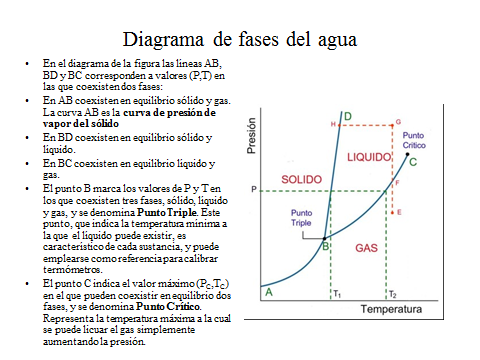 Diagrama de fases del agua
• En el diagrama de la figura las líneas AB,
BD y BC corresponden a valores (P,T) en
las que coexisten dos fases:
• En AB coexisten en equilibrio sólido y gas.
La curva AB es la curva de presión de
vapor del sólido
• En BD coexisten en equilibrio sólido y
líquido.
• En BC coexisten en equilibrio líquido y
gas.
• El punto B marca los valores de P y T en
los que coexisten tres fases, sólido, líquido
y gas, y se denomina Punto Triple. Este
punto, que indica la temperatura mínima a
la que el líquido puede existir, es
característico de cada sustancia, y puede
emplearse como referencia para calibrar
termómetros.
• El punto C indica el valor máximo (PC,TC)
en el que pueden coexistir en equilibrio dos
fases, y se denomina Punto Crítico.
Representa la temperatura máxima a la cual
se puede licuar el gas simplemente
aumentando la presión.
Presión
D
H
G
Punto
Crítico
LIQUIDO
C
SOLIDO
F
P
E
Punto
Triple
B
GAS
A
T1
T2
Temperatura